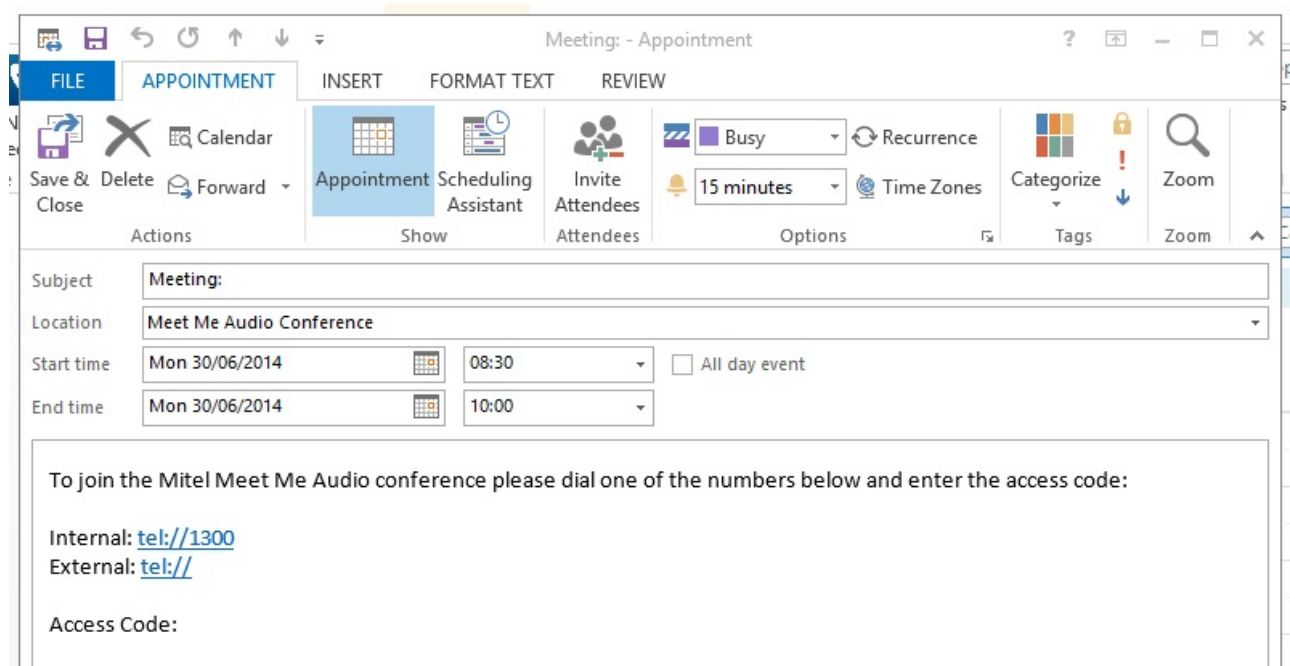 Meeting: - Appointment
?
FILE APPOINTMENT INSERT FORMAT TEXT REVIEW
Save & Close
Delete
Calendar
Forward
Actions
Appointment
Scheduling Assistant
Show
Invite Attendees
Attendees
Busy
15 minutes
Recurrence
Time Zones
Options
Categorize
Tags
Zoom
Zoom
Subject Meeting:
Location Meet Me Audio Conference
Start time Mon 30/06/2014 08:30 All day event
End time Mon 30/06/2014 10:00
To join the Mitel Meet Me Audio conference please dial one of the numbers below and enter the access code:
Internal: tel://1300
External: tel://
Access Code: